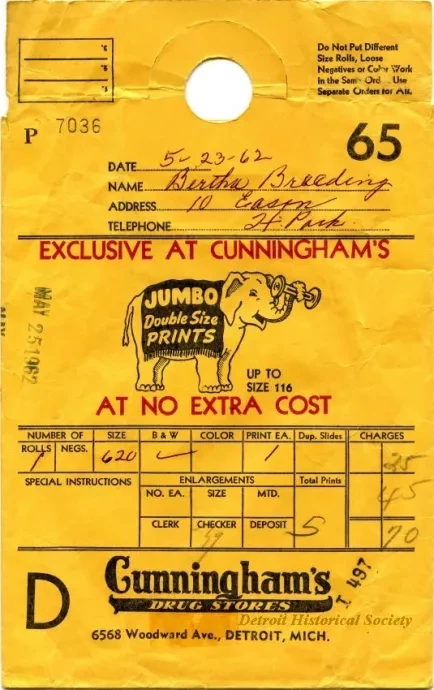 Do Not Put Different
Size Rolls, Loose
Negatives or Color Work
In the Same Ord. Use
Separate Orders for All.
P 7036
65
DATE 5-23-62
NAME Bertha Breeding
ADDRESS 10 Eason
TELEPHONE H. Park
EXCLUSIVE AT CUNNINGHAM'S
JUMBO
Double Size
PRINTS
MAY 25 1962
UP TO
SIZE 116
AT NO EXTRA COST
NUMBER OF SIZE B & W COLOR PRINT EA. Dup. Slides CHARGES
ROLLS NEGS.
1 620 ✓ 1 35
SPECIAL INSTRUCTIONS ENLARGEMENTS Total Prints
NO. EA. SIZE MTD. 45
CLERK CHECKER DEPOSIT 5 70
D
Cunningham's
DRUG STORES
I 497
Detroit Historical Society
6568 Woodward Ave., DETROIT, MICH.